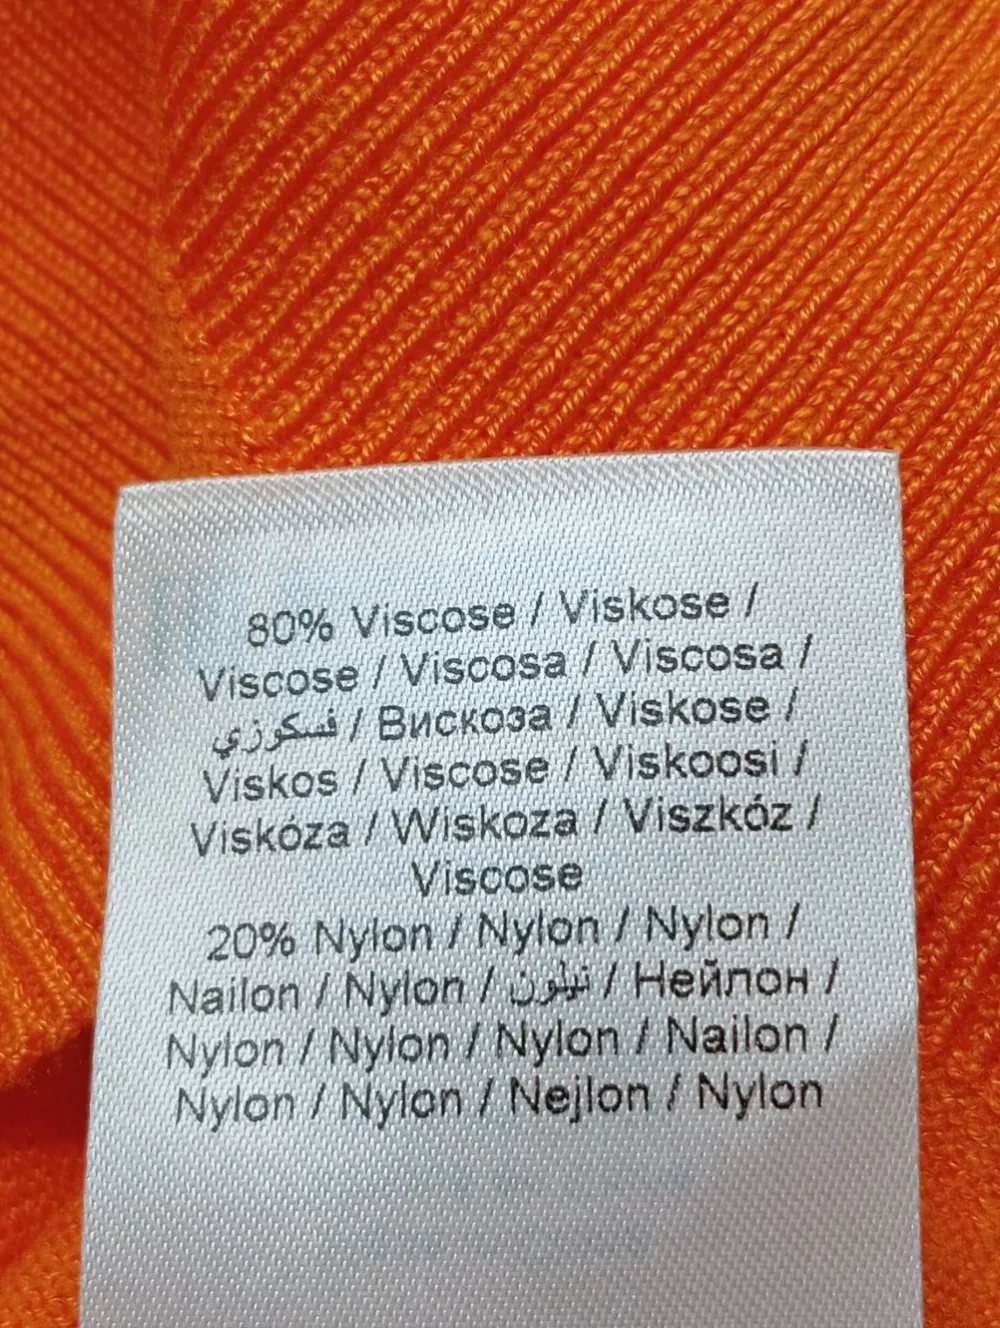 80% Viscose / Viskose /
Viscose / Viscosa / Viscosa /
فسكوزي / Вискоза / Viskose /
Viskos / Viscose / Viskoosi /
Viskóza / Wiskoza / Viszkóz /
Viscose
20% Nylon / Nylon / Nylon /
Nailon / Nylon / نيلون / Нейлон /
Nylon / Nylon / Nylon / Nailon /
Nylon / Nylon / Nejlon / Nylon